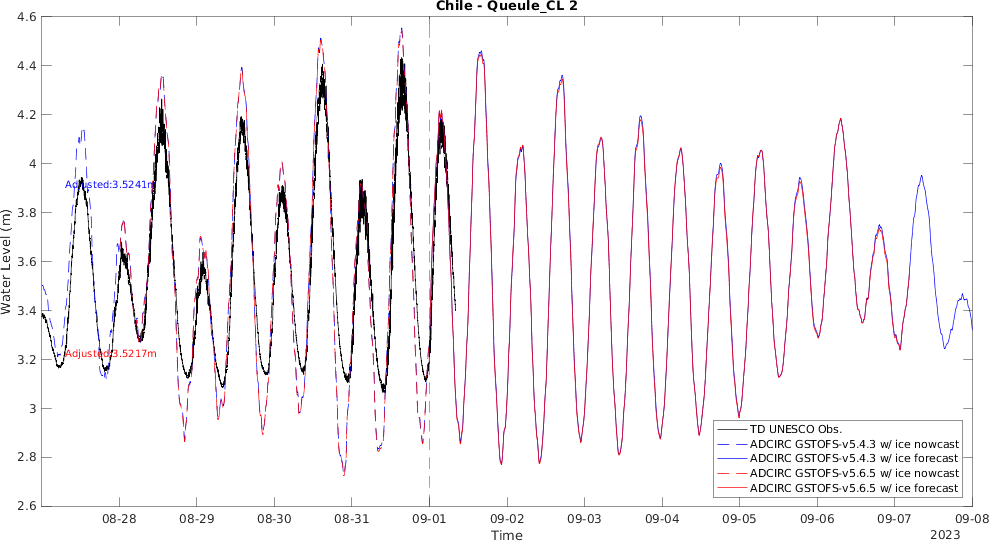 Chile - Queule_CL 2
Water Level (m)
4.6
4.4
4.2
4
3.8
3.6
3.4
3.2
3
2.8
2.6
Adjusted:3.5241m
Adjusted:3.5217m
TD UNESCO Obs.
ADCIRC GSTOFS-v5.4.3 w/ ice nowcast
ADCIRC GSTOFS-v5.4.3 w/ ice forecast
ADCIRC GSTOFS-v5.6.5 w/ ice nowcast
ADCIRC GSTOFS-v5.6.5 w/ ice forecast
08-28 08-29 08-30 08-31 09-01 09-02 09-03 09-04 09-05 09-06 09-07 09-08
Time
2023